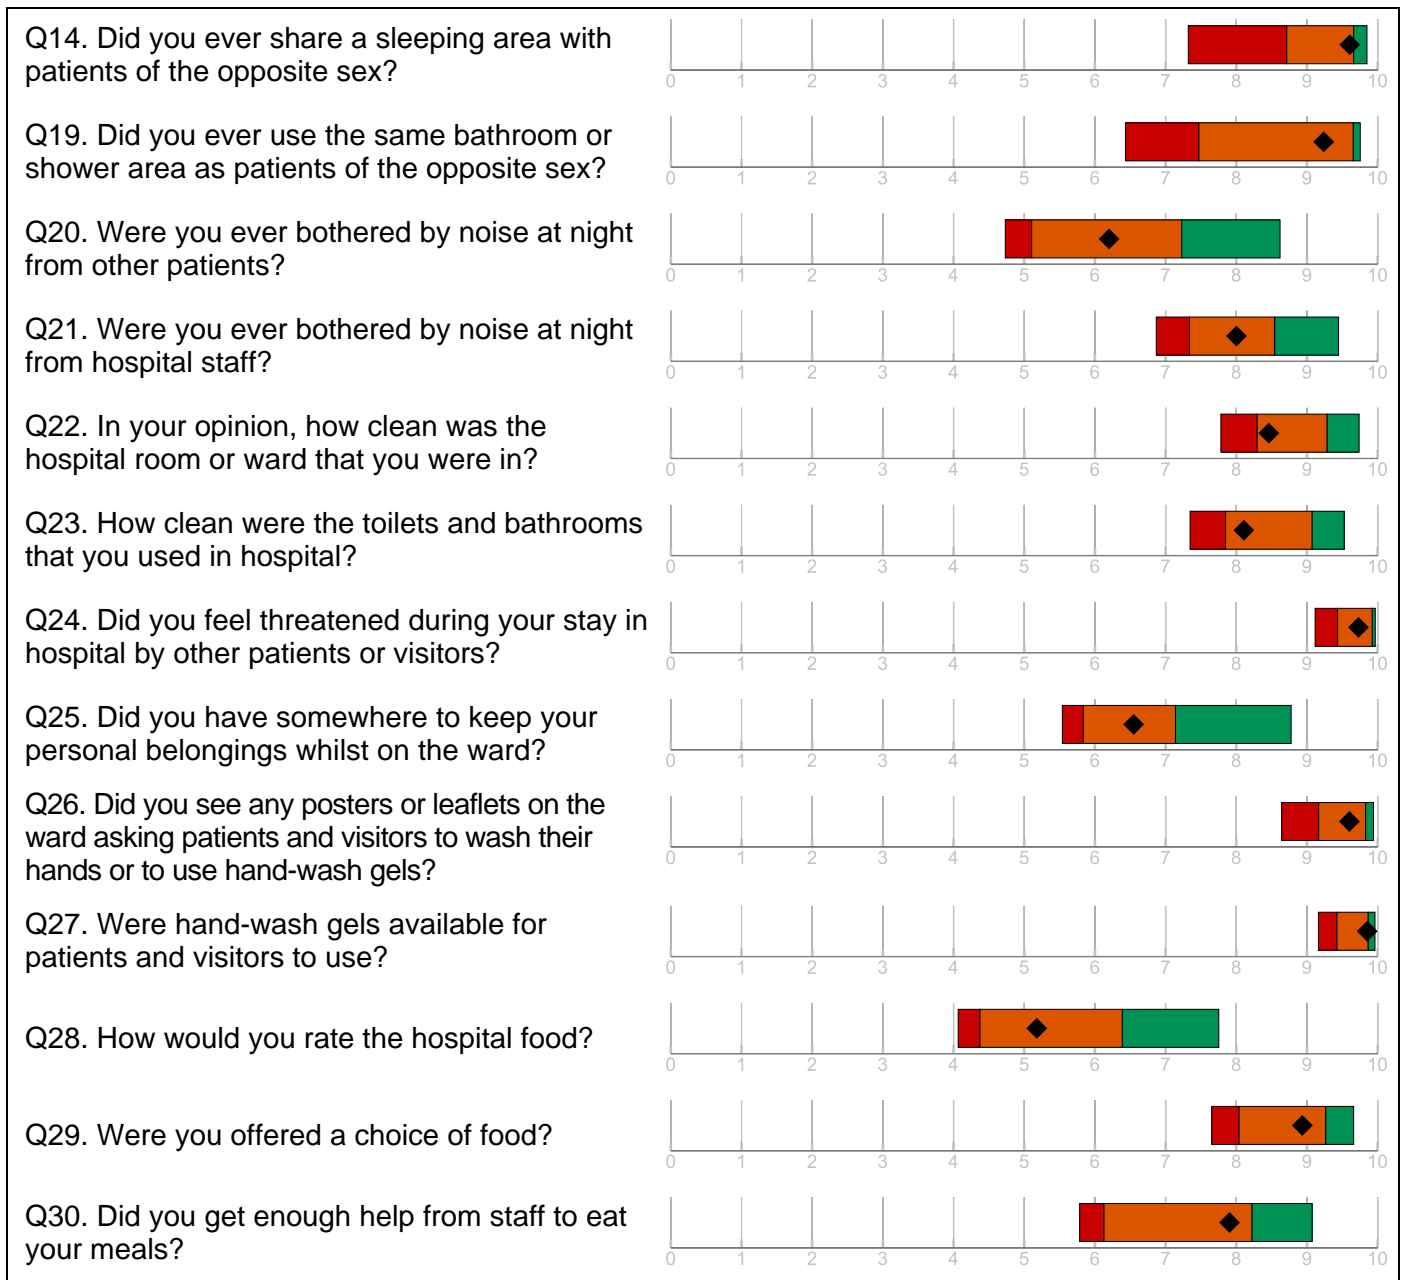 Q14. Did you ever share a sleeping area with
patients of the opposite sex?
0 1 2 3 4 5 6 7 8 9 10
Q19. Did you ever use the same bathroom or
shower area as patients of the opposite sex?
0 1 2 3 4 5 6 7 8 9 10
Q20. Were you ever bothered by noise at night
from other patients?
0 1 2 3 4 5 6 7 8 9 10
Q21. Were you ever bothered by noise at night
from hospital staff?
0 1 2 3 4 5 6 7 8 9 10
Q22. In your opinion, how clean was the
hospital room or ward that you were in?
0 1 2 3 4 5 6 7 8 9 10
Q23. How clean were the toilets and bathrooms
that you used in hospital?
0 1 2 3 4 5 6 7 8 9 10
Q24. Did you feel threatened during your stay in
hospital by other patients or visitors?
0 1 2 3 4 5 6 7 8 9 10
Q25. Did you have somewhere to keep your
personal belongings whilst on the ward?
0 1 2 3 4 5 6 7 8 9 10
Q26. Did you see any posters or leaflets on the
ward asking patients and visitors to wash their
hands or to use hand-wash gels?
0 1 2 3 4 5 6 7 8 9 10
Q27. Were hand-wash gels available for
patients and visitors to use?
0 1 2 3 4 5 6 7 8 9 10
Q28. How would you rate the hospital food?
0 1 2 3 4 5 6 7 8 9 10
Q29. Were you offered a choice of food?
0 1 2 3 4 5 6 7 8 9 10
Q30. Did you get enough help from staff to eat
your meals?
0 1 2 3 4 5 6 7 8 9 10